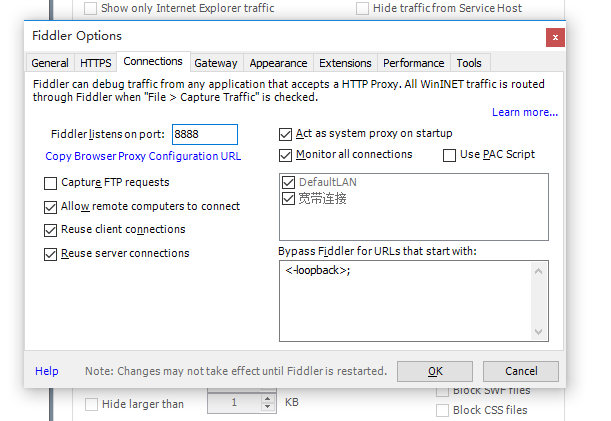 Show only Internet Explorer traffic
Hide traffic from Service Host
Fiddler Options
General HTTPS Connections Gateway Appearance Extensions Performance Tools
Fiddler can debug traffic from any application that accepts a HTTP Proxy. All WinINET traffic is routed
through Fiddler when "File > Capture Traffic" is checked.
Learn more...
Fiddler listens on port: 8888
Copy Browser Proxy Configuration URL
Capture FTP requests
Allow remote computers to connect
Reuse client connections
Reuse server connections
Act as system proxy on startup
Monitor all connections
Use PAC Script
DefaultLAN
宽带连接
Bypass Fiddler for URLs that start with:
<-loopback>;
Help
Note: Changes may not take effect until Fiddler is restarted.
OK
Cancel
Hide larger than 1 KB
Block SWF files
Block CSS files